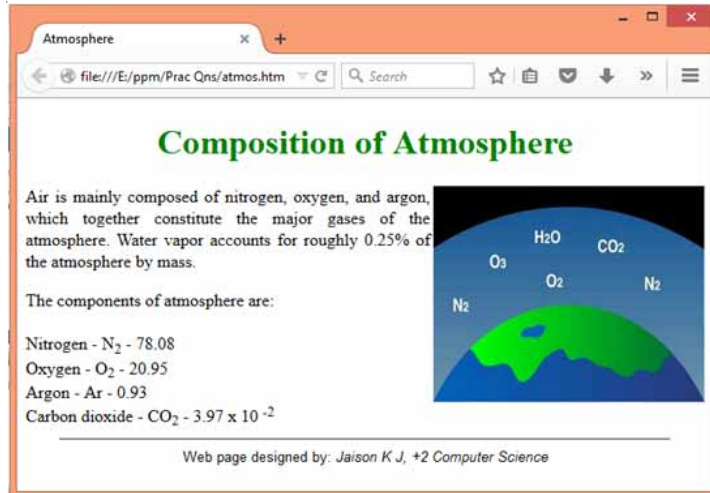 Atmosphere
file:///E:/ppm/Prac Qns/atmos.htm
Search
Composition of Atmosphere
Air is mainly composed of nitrogen, oxygen, and argon,
which together constitute the major gases of the
atmosphere. Water vapor accounts for roughly 0.25% of
the atmosphere by mass.
The components of atmosphere are:
Nitrogen - N₂ - 78.08
Oxygen - O₂ - 20.95
Argon - Ar - 0.93
Carbon dioxide - CO₂ - 3.97 x 10 ⁻²
H₂O
CO₂
O₃
O₂
N₂
N₂
Web page designed by: Jaison K J, +2 Computer Science